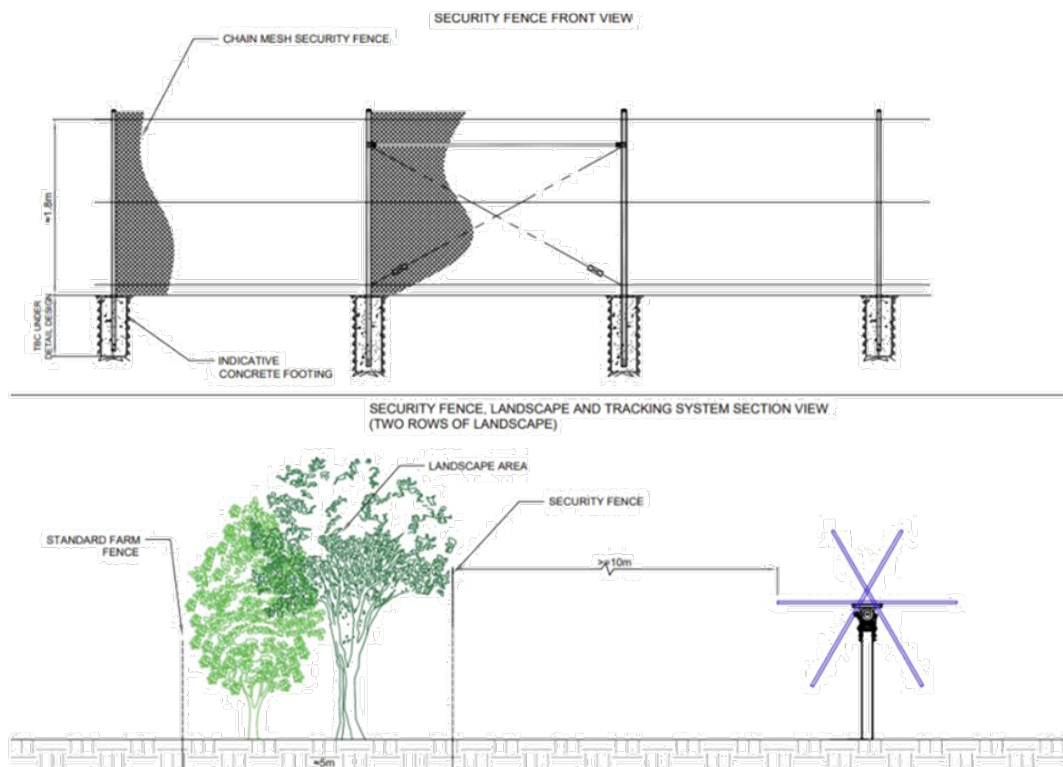 SECURITY FENCE FRONT VIEW
CHAIN MESH SECURITY FENCE
≈1.8m
TBC UNDER
DETAIL DESIGN
INDICATIVE
CONCRETE FOOTING
SECURITY FENCE, LANDSCAPE AND TRACKING SYSTEM SECTION VIEW
(TWO ROWS OF LANDSCAPE)
LANDSCAPE AREA
SECURITY FENCE
STANDARD FARM
FENCE
>≈10m
≈5m